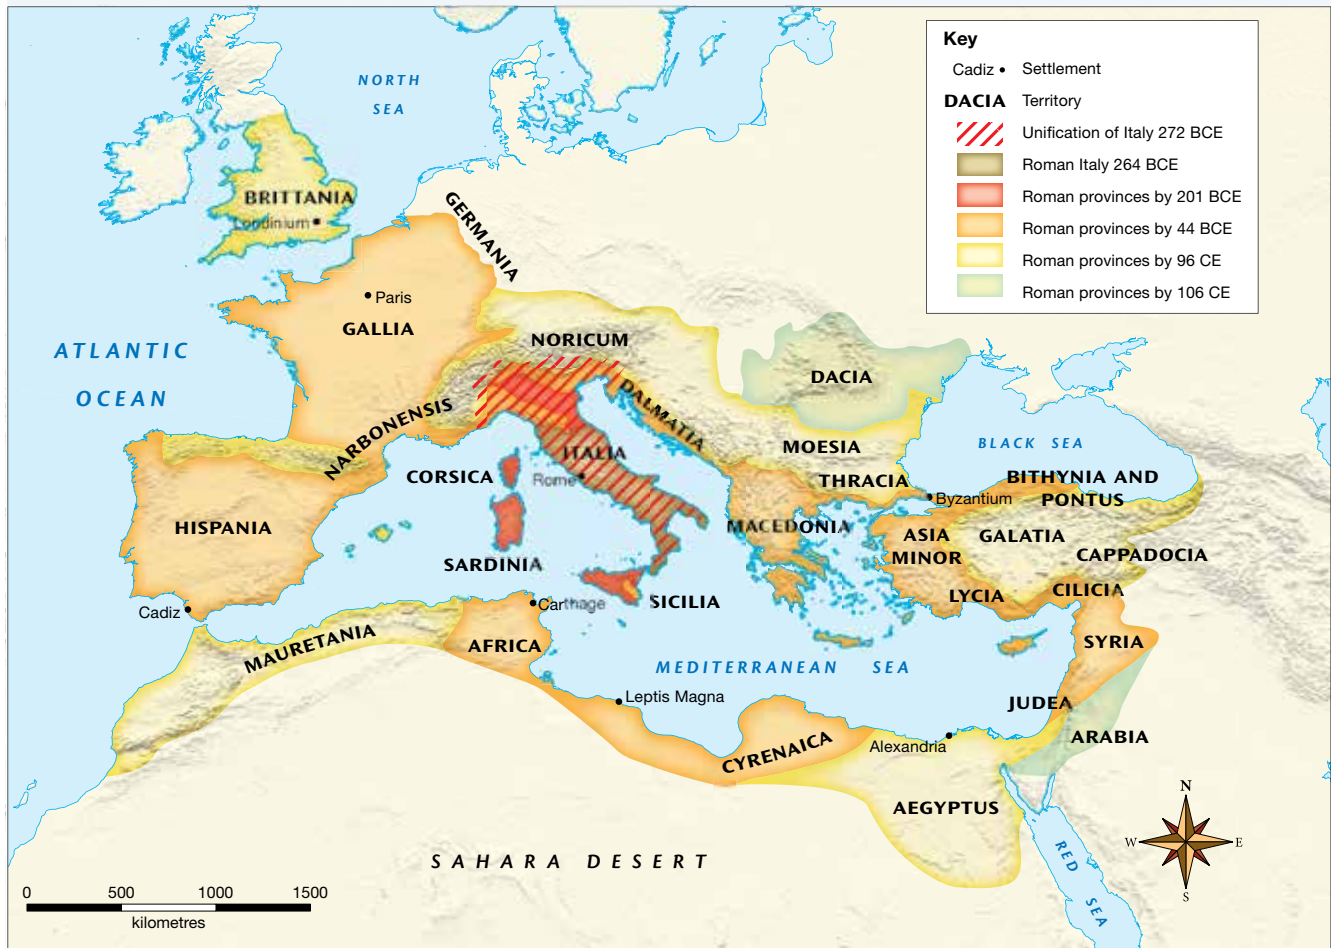 Key
Cadiz • Settlement
DACIA Territory
Unification of Italy 272 BCE
Roman Italy 264 BCE
Roman provinces by 201 BCE
Roman provinces by 44 BCE
Roman provinces by 96 CE
Roman provinces by 106 CE
NORTH
SEA
BRITTANIA
Londinium
GERMANIA
Paris
GALLIA
ATLANTIC
OCEAN
NORICUM
DACIA
NARBONENSIS
DALMATIA
MOESIA
BLACK SEA
ITALIA
CORSICA
Rome
THRACIA
BITHYNIA AND
PONTUS
Byzantium
HISPANIA
MACEDONIA
ASIA
MINOR
GALATIA
CAPPADOCIA
SARDINIA
LYCIA
CILICIA
Cadiz
Carthage
SICILIA
MAURETANIA
AFRICA
SYRIA
MEDITERRANEAN SEA
Leptis Magna
JUDEA
CYRENAICA
Alexandria
ARABIA
AEGYPTUS
SAHARA DESERT
RED
SEA
N
W
E
S
0 500 1000 1500
kilometres